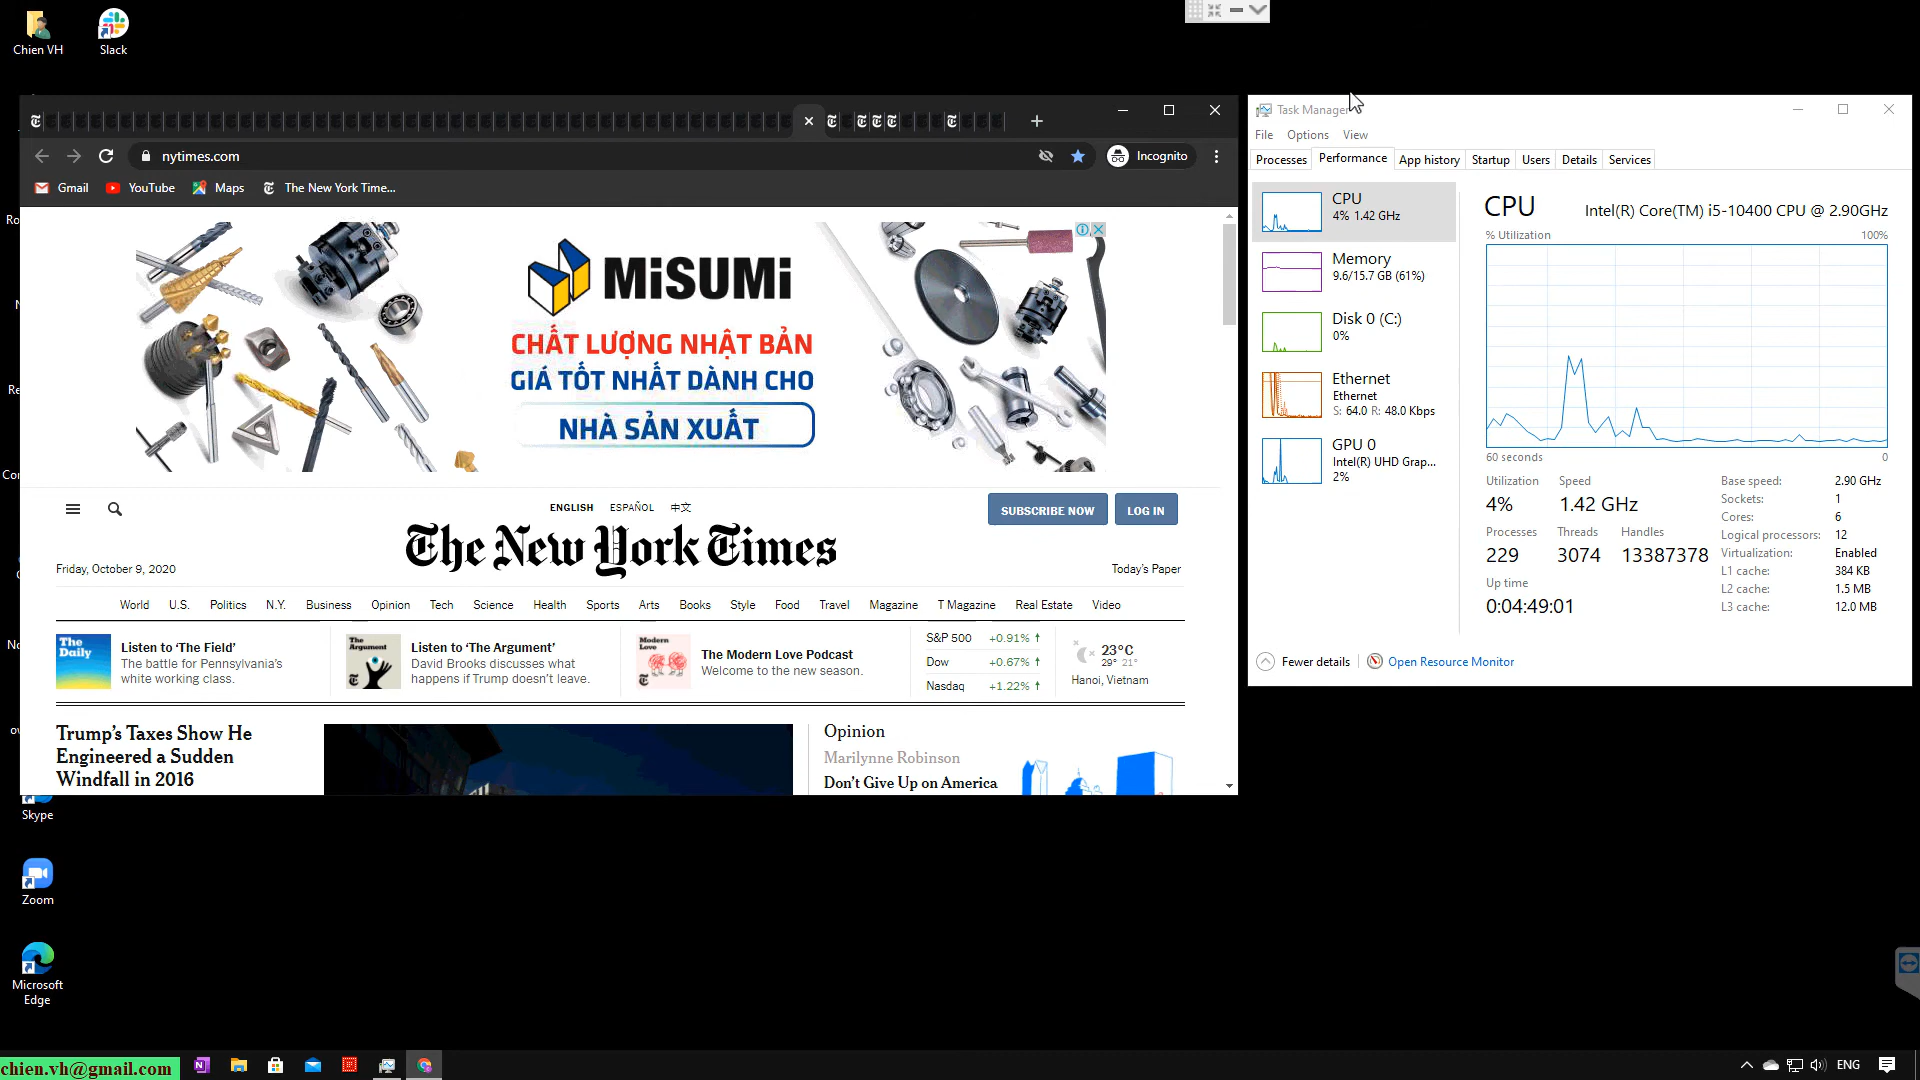 Chien VH
Slack
nytimes.com
Incognito
Gmail
YouTube
Maps
The New York Time...
MiSUMi
CHẤT LƯỢNG NHẬT BẢN
GIÁ TỐT NHẤT DÀNH CHO
NHÀ SẢN XUẤT
ENGLISH
ESPAÑOL
中文
SUBSCRIBE NOW
LOG IN
The New York Times
Friday, October 9, 2020
Today's Paper
World U.S. Politics N.Y. Business Opinion Tech Science Health Sports Arts Books Style Food Travel Magazine T Magazine Real Estate Video
The Daily
Listen to ‘The Field’
The battle for Pennsylvania’s
white working class.
The Argument
Listen to ‘The Argument’
David Brooks discusses what
happens if Trump doesn’t leave.
Modern Love
The Modern Love Podcast
Welcome to the new season.
S&P 500 +0.91% ↑
Dow +0.67% ↑
Nasdaq +1.22% ↑
23°C
29° 21°
Hanoi, Vietnam
Trump’s Taxes Show He
Engineered a Sudden
Windfall in 2016
Opinion
Marilynne Robinson
Don’t Give Up on America
Task Manager
File Options View
Processes Performance App history Startup Users Details Services
CPU
4% 1.42 GHz
Memory
9.6/15.7 GB (61%)
Disk 0 (C:)
0%
Ethernet
Ethernet
S: 64.0 R: 48.0 Kbps
GPU 0
Intel(R) UHD Grap...
2%
CPU
Intel(R) Core(TM) i5-10400 CPU @ 2.90GHz
% Utilization 100%
60 seconds 0
Utilization Speed
4% 1.42 GHz
Processes Threads Handles
229 3074 13387378
Up time
0:04:49:01
Base speed: 2.90 GHz
Sockets: 1
Cores: 6
Logical processors: 12
Virtualization: Enabled
L1 cache: 384 KB
L2 cache: 1.5 MB
L3 cache: 12.0 MB
Fewer details
Open Resource Monitor
Skype
Zoom
Microsoft
Edge
chien.vh@gmail.com
ENG